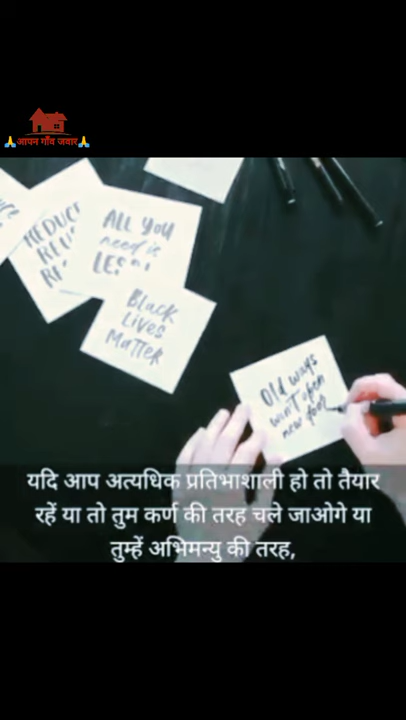 🙏आपन गाँव जवार🙏
REDUCE
ALL YOU
need is
LESS
Black
Lives
Matter
Old ways
won't open
new
यदि आप अत्यधिक प्रतिभाशाली हो तो तैयार
रहें या तो तुम कर्ण की तरह चले जाओगे या
तुम्हें अभिमन्यु की तरह,